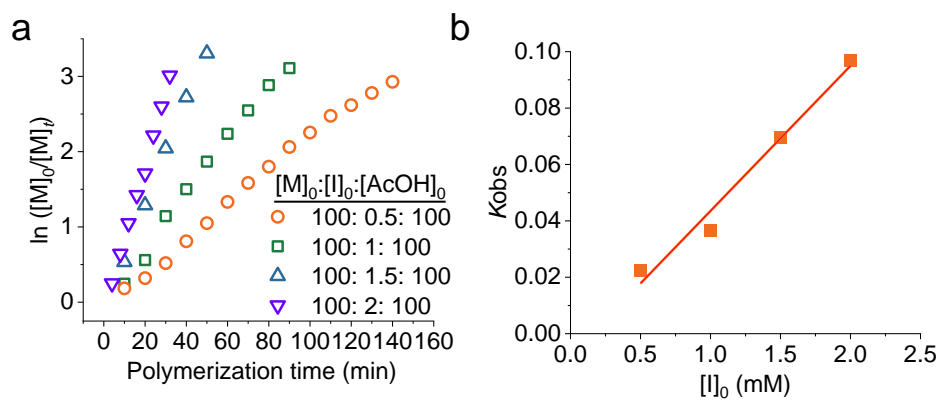 a
ln ([M]0/[M]t)
3
2
1
0
[M]0:[I]0:[AcOH]0
100: 0.5: 100
100: 1: 100
100: 1.5: 100
100: 2: 100
0 20 40 60 80 100 120 140 160
Polymerization time (min)
b
Kobs
0.10
0.08
0.06
0.04
0.02
0.00
0.0 0.5 1.0 1.5 2.0 2.5
[I]0 (mM)